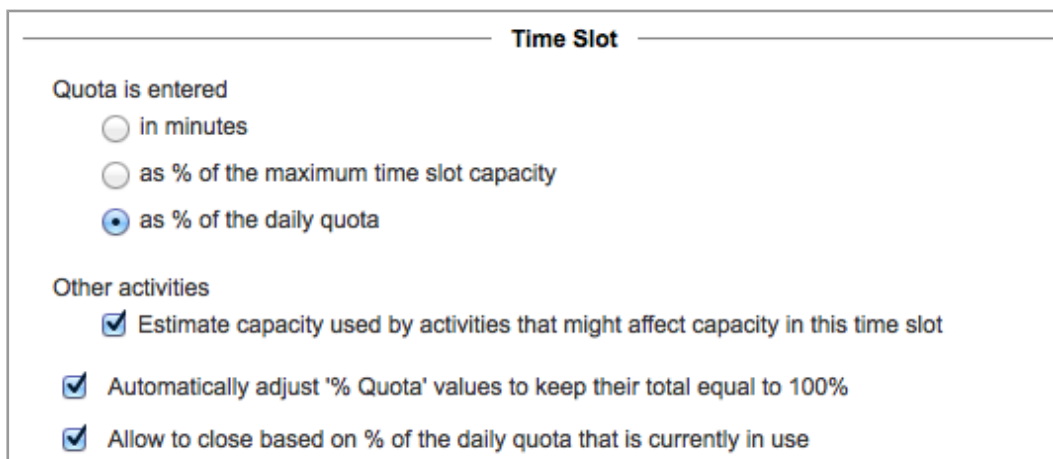 Time Slot
Quota is entered
in minutes
as % of the maximum time slot capacity
as % of the daily quota
Other activities
Estimate capacity used by activities that might affect capacity in this time slot
Automatically adjust '% Quota' values to keep their total equal to 100%
Allow to close based on % of the daily quota that is currently in use